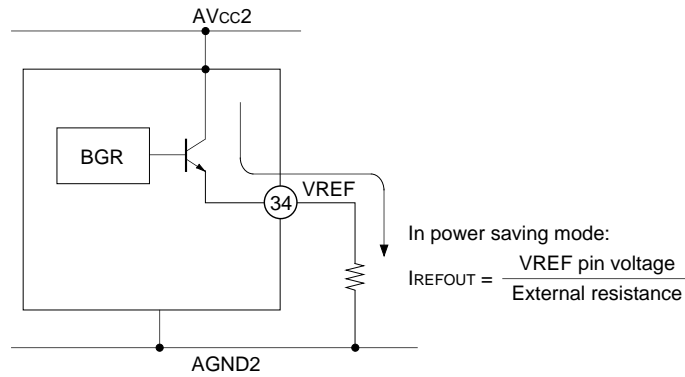 AVCC2
BGR
VREF
34
In power saving mode:
IREFOUT = VREF pin voltage
External resistance
AGND2